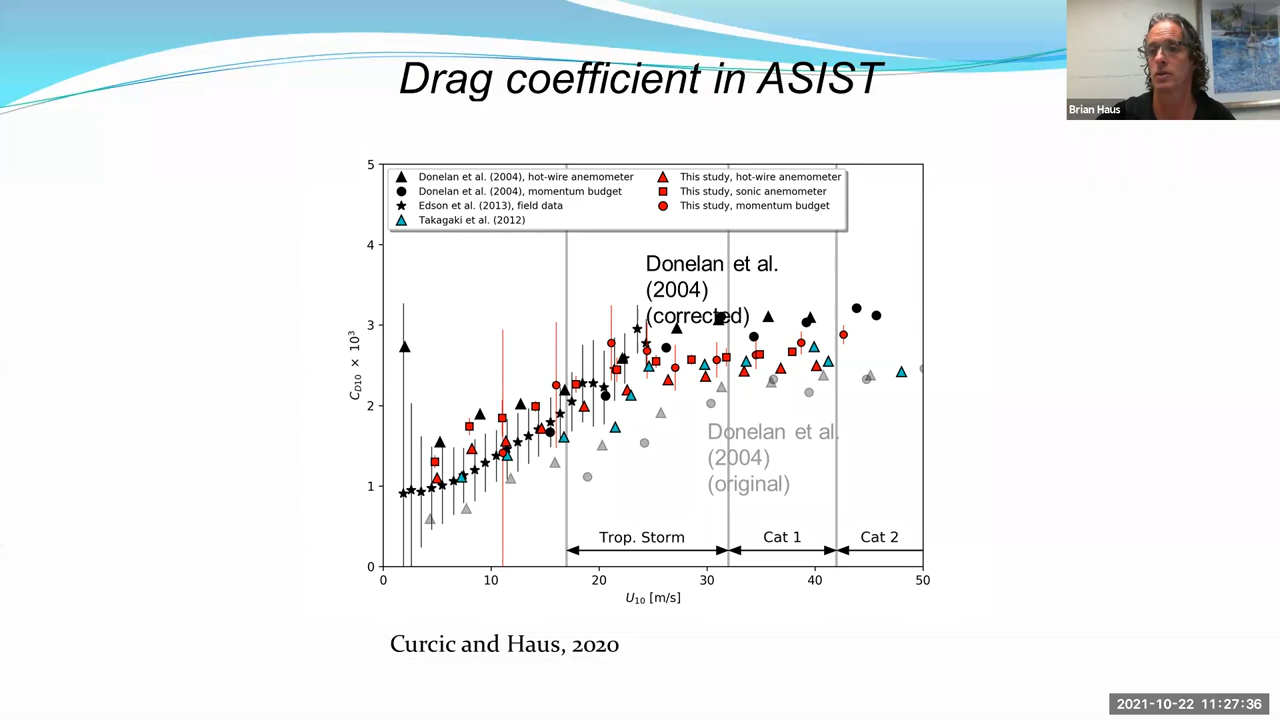 Drag coefficient in ASIST
Brian Haus
Donelan et al. (2004), hot-wire anemometer
Donelan et al. (2004), momentum budget
Edson et al. (2013), field data
Takagaki et al. (2012)
This study, hot-wire anemometer
This study, sonic anemometer
This study, momentum budget
Donelan et al.
(2004)
(corrected)
Donelan et al.
(2004)
(original)
Trop. Storm
Cat 1
Cat 2
5
4
3
2
1
0
C_{D10} × 10³
0 10 20 30 40 50
U₁₀ [m/s]
Curcic and Haus, 2020
2021-10-22 11:27:36